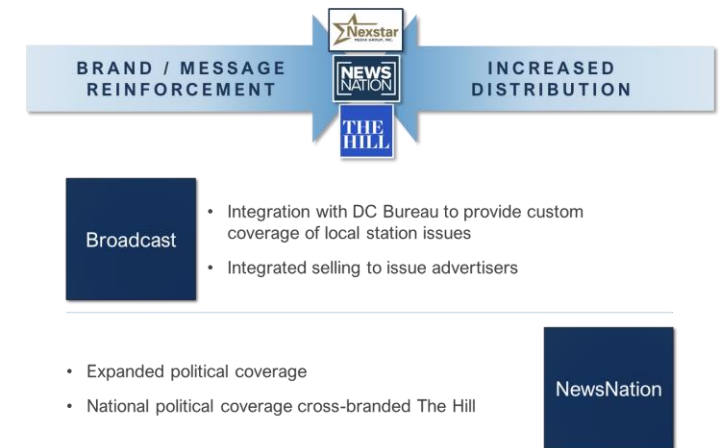 Nexstar
MEDIA GROUP, INC.
BRAND / MESSAGE
REINFORCEMENT
NEWS
NATION
INCREASED
DISTRIBUTION
THE
HILL
Broadcast
• Integration with DC Bureau to provide custom
coverage of local station issues
• Integrated selling to issue advertisers
• Expanded political coverage
• National political coverage cross-branded The Hill
NewsNation